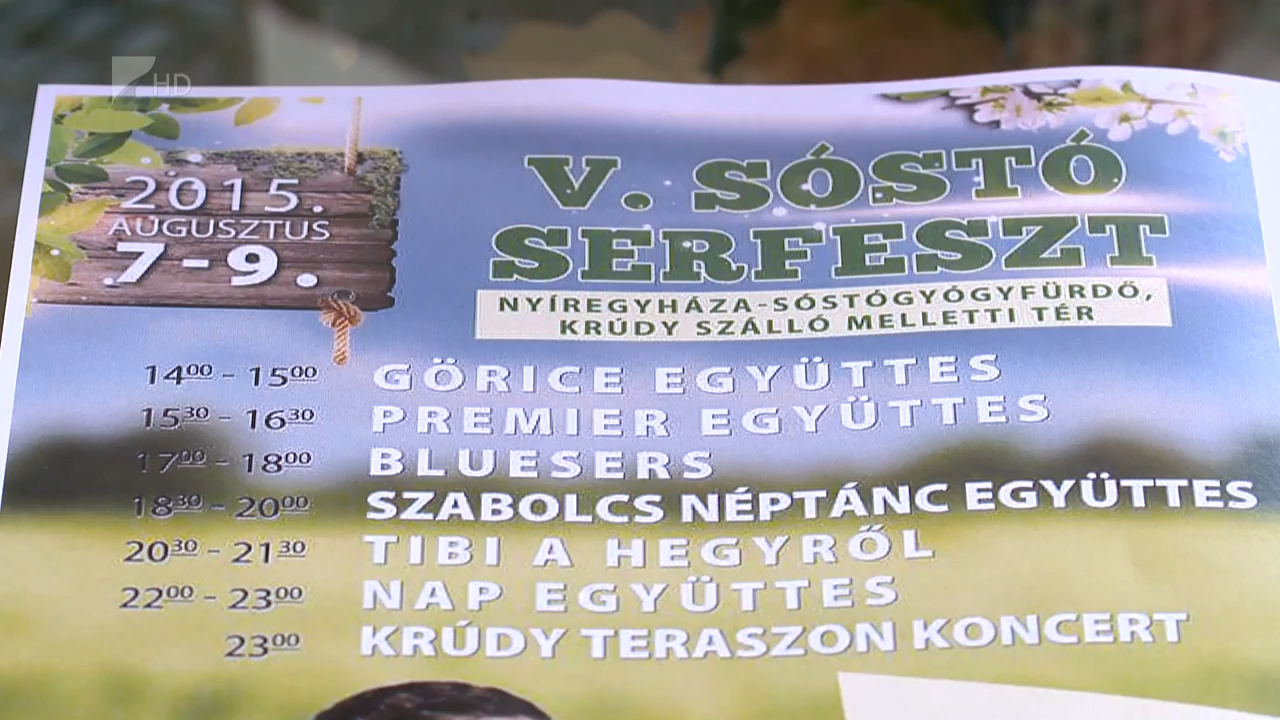 HD
2015.
AUGUSZTUS
7-9.
V. SÓSTÓ
SERFESZT
NYÍREGYHÁZA-SÓSTÓGYÓGYFÜRDŐ,
KRÚDY SZÁLLÓ MELLETTI TÉR
1400 - 1500 GÖRICE EGYÜTTES
1530 - 1630 PREMIER EGYÜTTES
1700 - 1800 BLUESERS
1830 - 2000 SZABOLCS NÉPTÁNC EGYÜTTES
2030 - 2130 TIBI A HEGYRŐL
2200 - 2300 NAP EGYÜTTES
2300 KRÚDY TERASZON KONCERT